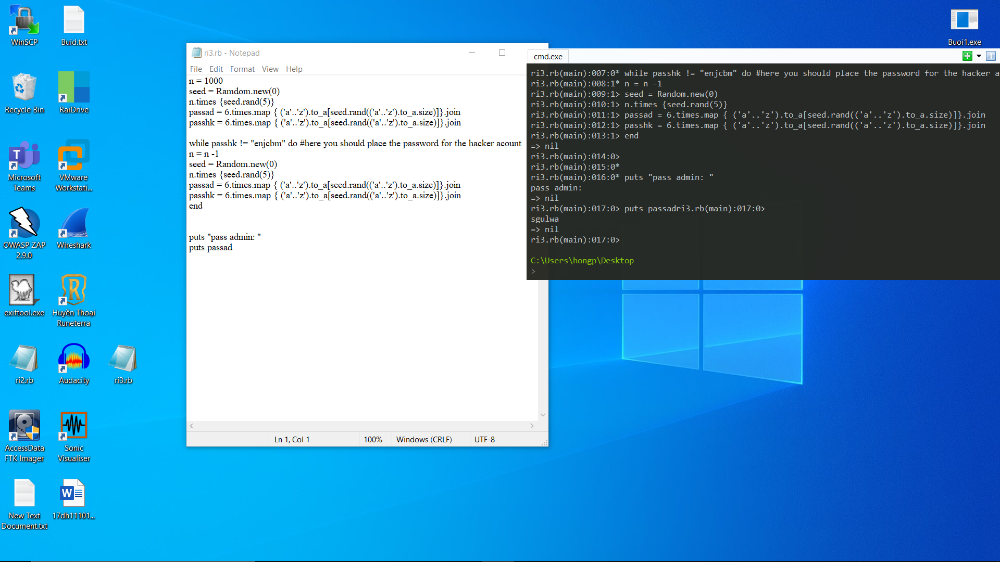 WinSCP
Buid.txt
Recycle Bin
RaiDrive
Microsoft
Teams
VMware
Workstati...
OWASP ZAP
2.9.0
Wireshark
exiftool.exe
Huyền Thoại
Runeterra
ri2.rb
Audacity
ri3.rb
AccessData
FTK Imager
Sonic
Visualiser
New Text
Document.txt
17dh11101...
Buoi1.exe
ri3.rb - Notepad
File Edit Format View Help
n = 1000
seed = Ramdom.new(0)
n.times {seed.rand(5)}
passad = 6.times.map { ('a'..'z').to_a[seed.rand(('a'..'z').to_a.size)]}.join
passhk = 6.times.map { ('a'..'z').to_a[seed.rand(('a'..'z').to_a.size)]}.join
while passhk != "enjcbm" do #here you should place the password for the hacker acount
n = n -1
seed = Random.new(0)
n.times {seed.rand(5)}
passad = 6.times.map { ('a'..'z').to_a[seed.rand(('a'..'z').to_a.size)]}.join
passhk = 6.times.map { ('a'..'z').to_a[seed.rand(('a'..'z').to_a.size)]}.join
end
puts "pass admin: "
puts passad
Ln 1, Col 1
100%
Windows (CRLF)
UTF-8
cmd.exe
ri3.rb(main):007:0* while passhk != "enjcbm" do #here you should place the password for the hacker a
ri3.rb(main):008:1* n = n -1
ri3.rb(main):009:1> seed = Random.new(0)
ri3.rb(main):010:1> n.times {seed.rand(5)}
ri3.rb(main):011:1> passad = 6.times.map { ('a'..'z').to_a[seed.rand(('a'..'z').to_a.size)]}.join
ri3.rb(main):012:1> passhk = 6.times.map { ('a'..'z').to_a[seed.rand(('a'..'z').to_a.size)]}.join
ri3.rb(main):013:1> end
=> nil
ri3.rb(main):014:0>
ri3.rb(main):015:0*
ri3.rb(main):016:0* puts "pass admin: "
pass admin:
=> nil
ri3.rb(main):017:0> puts passadri3.rb(main):017:0>
sgulwa
=> nil
ri3.rb(main):017:0>
C:\Users\hongp\Desktop
>